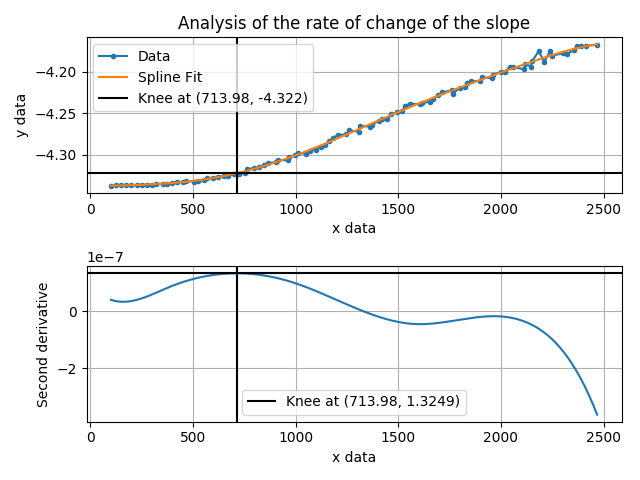 Analysis of the rate of change of the slope
Data
Spline Fit
Knee at (713.98, -4.322)
−4.20
−4.25
−4.30
y data
0
500
1000
1500
2000
2500
x data
1e−7
0
−2
Second derivative
Knee at (713.98, 1.3249)
0
500
1000
1500
2000
2500
x data